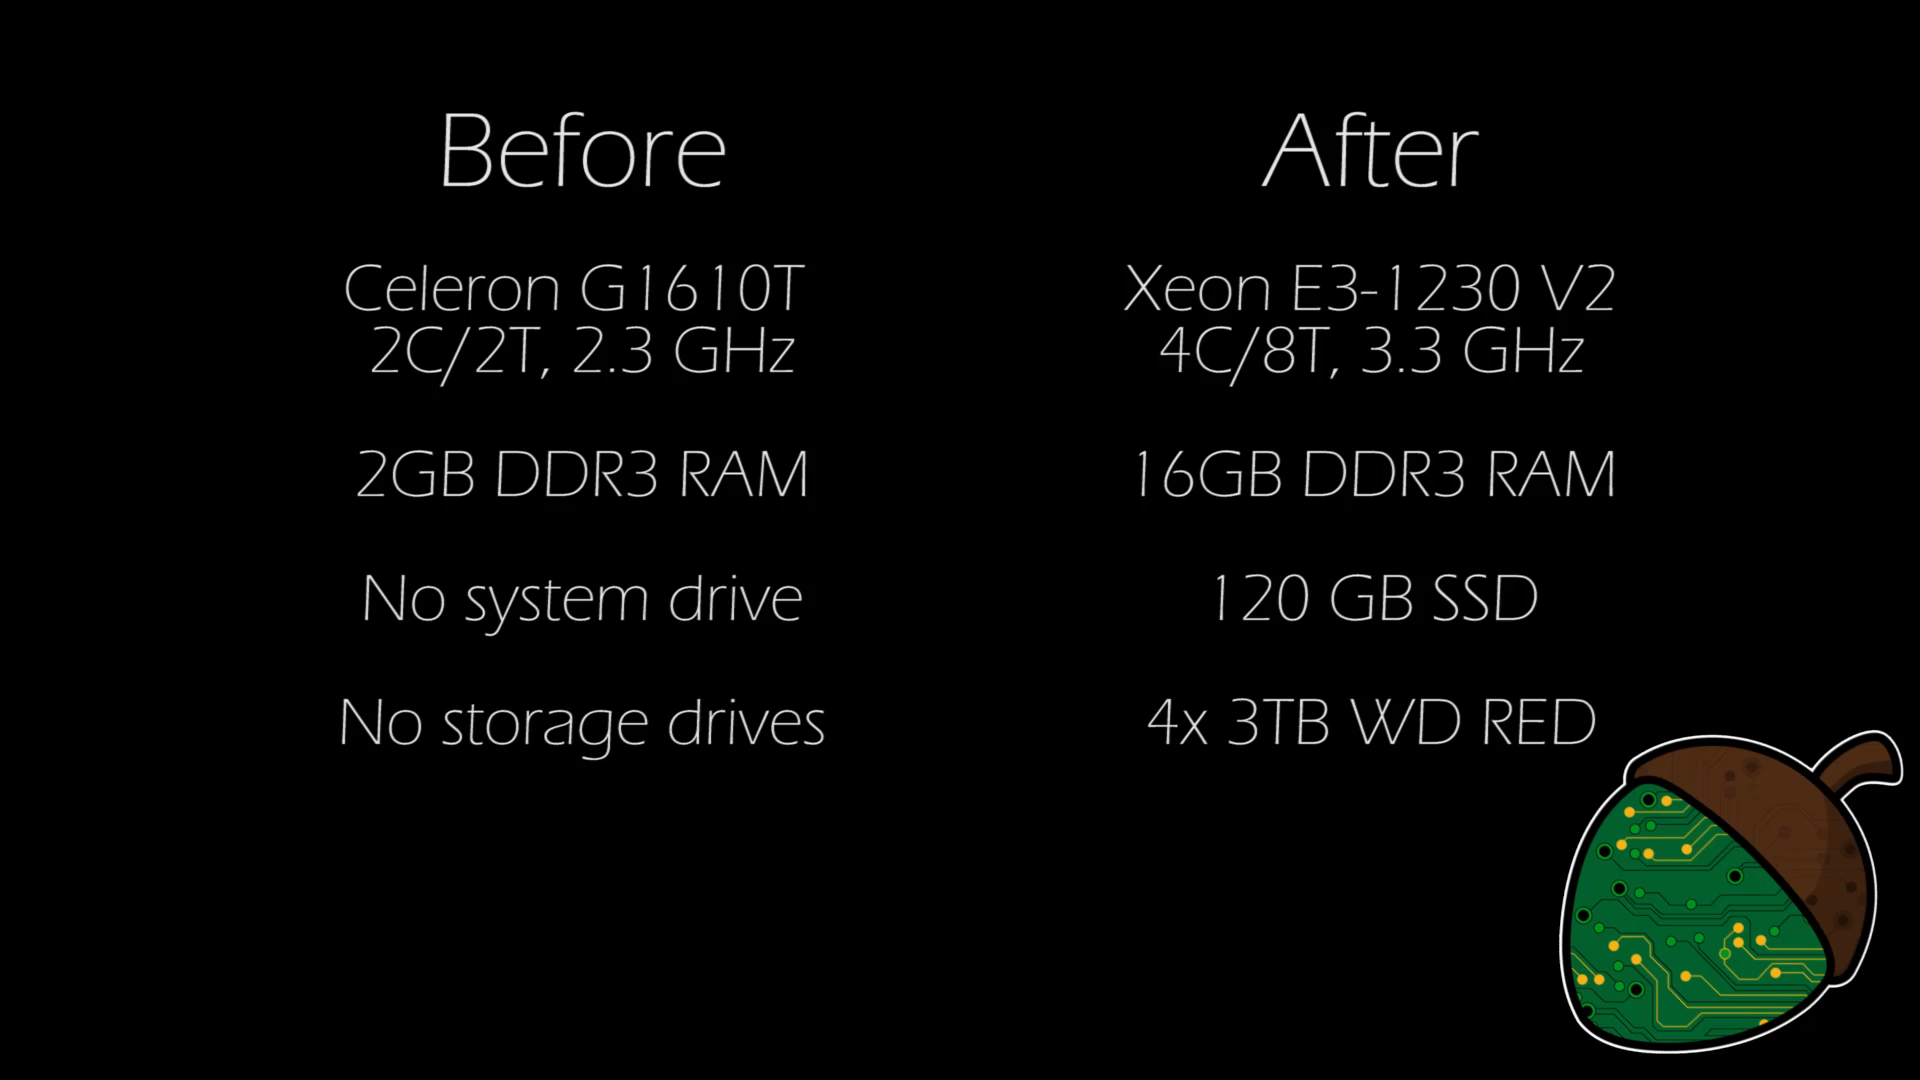 Before
Celeron G1610T
2C/2T, 2.3 GHz
2GB DDR3 RAM
No system drive
No storage drives
After
Xeon E3-1230 V2
4C/8T, 3.3 GHz
16GB DDR3 RAM
120 GB SSD
4x 3TB WD RED